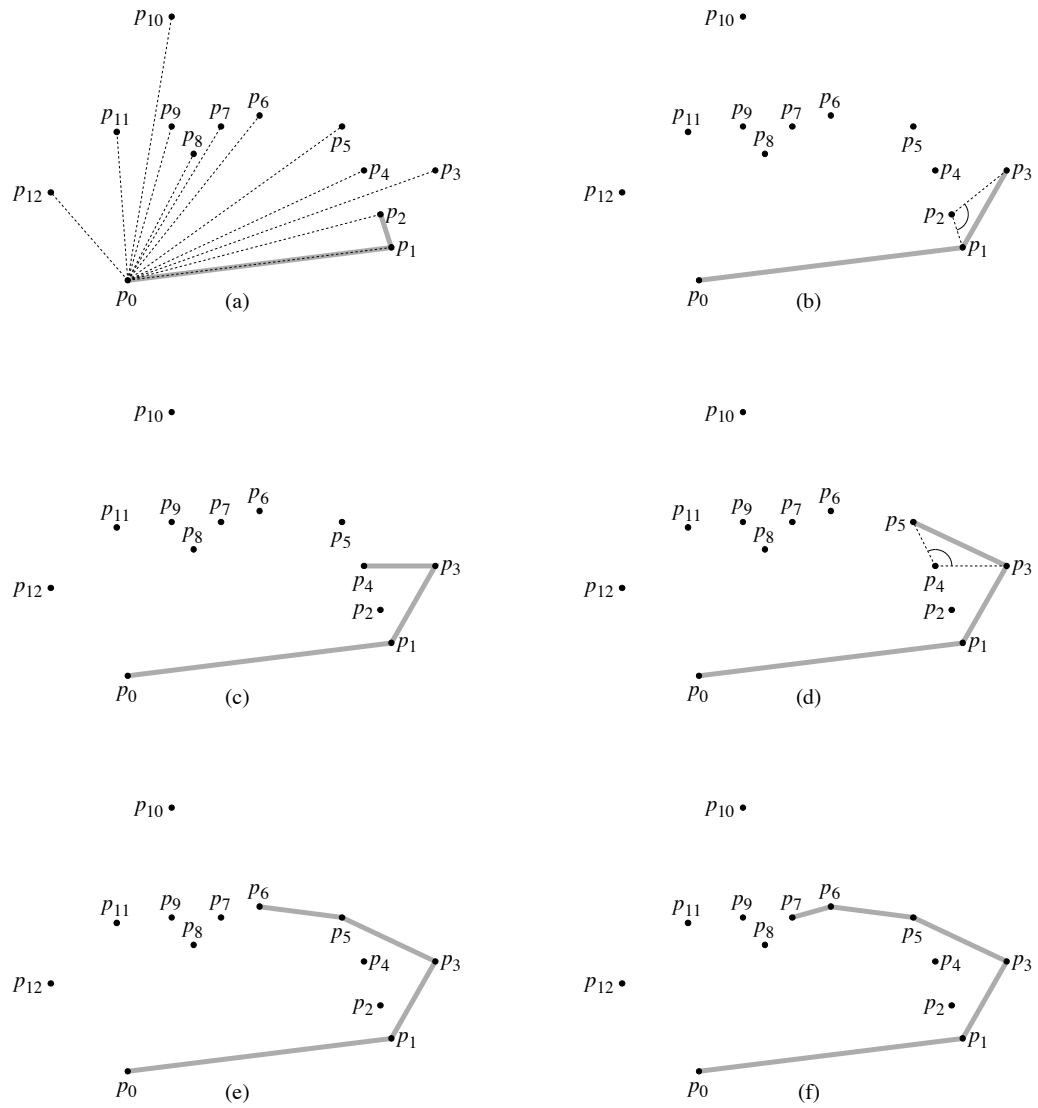 p10 p10
p6 p6
p11 p9 p7 p11 p9 p7
p8 p5 p8 p5
p12 p4 p3 p12 p4 p3
p2 p2
p1 p1
p0 (a) p0 (b)
p10 p10
p6 p6
p11 p9 p7 p11 p9 p7 p5
p8 p5 p8
p12 p4 p3 p12 p4 p3
p2 p2
p1 p1
p0 (c) p0 (d)
p10 p10
p6 p6
p11 p9 p7 p11 p9 p7
p8 p5 p8 p5
p12 p4 p3 p12 p4 p3
p2 p2
p1 p1
p0 (e) p0 (f)